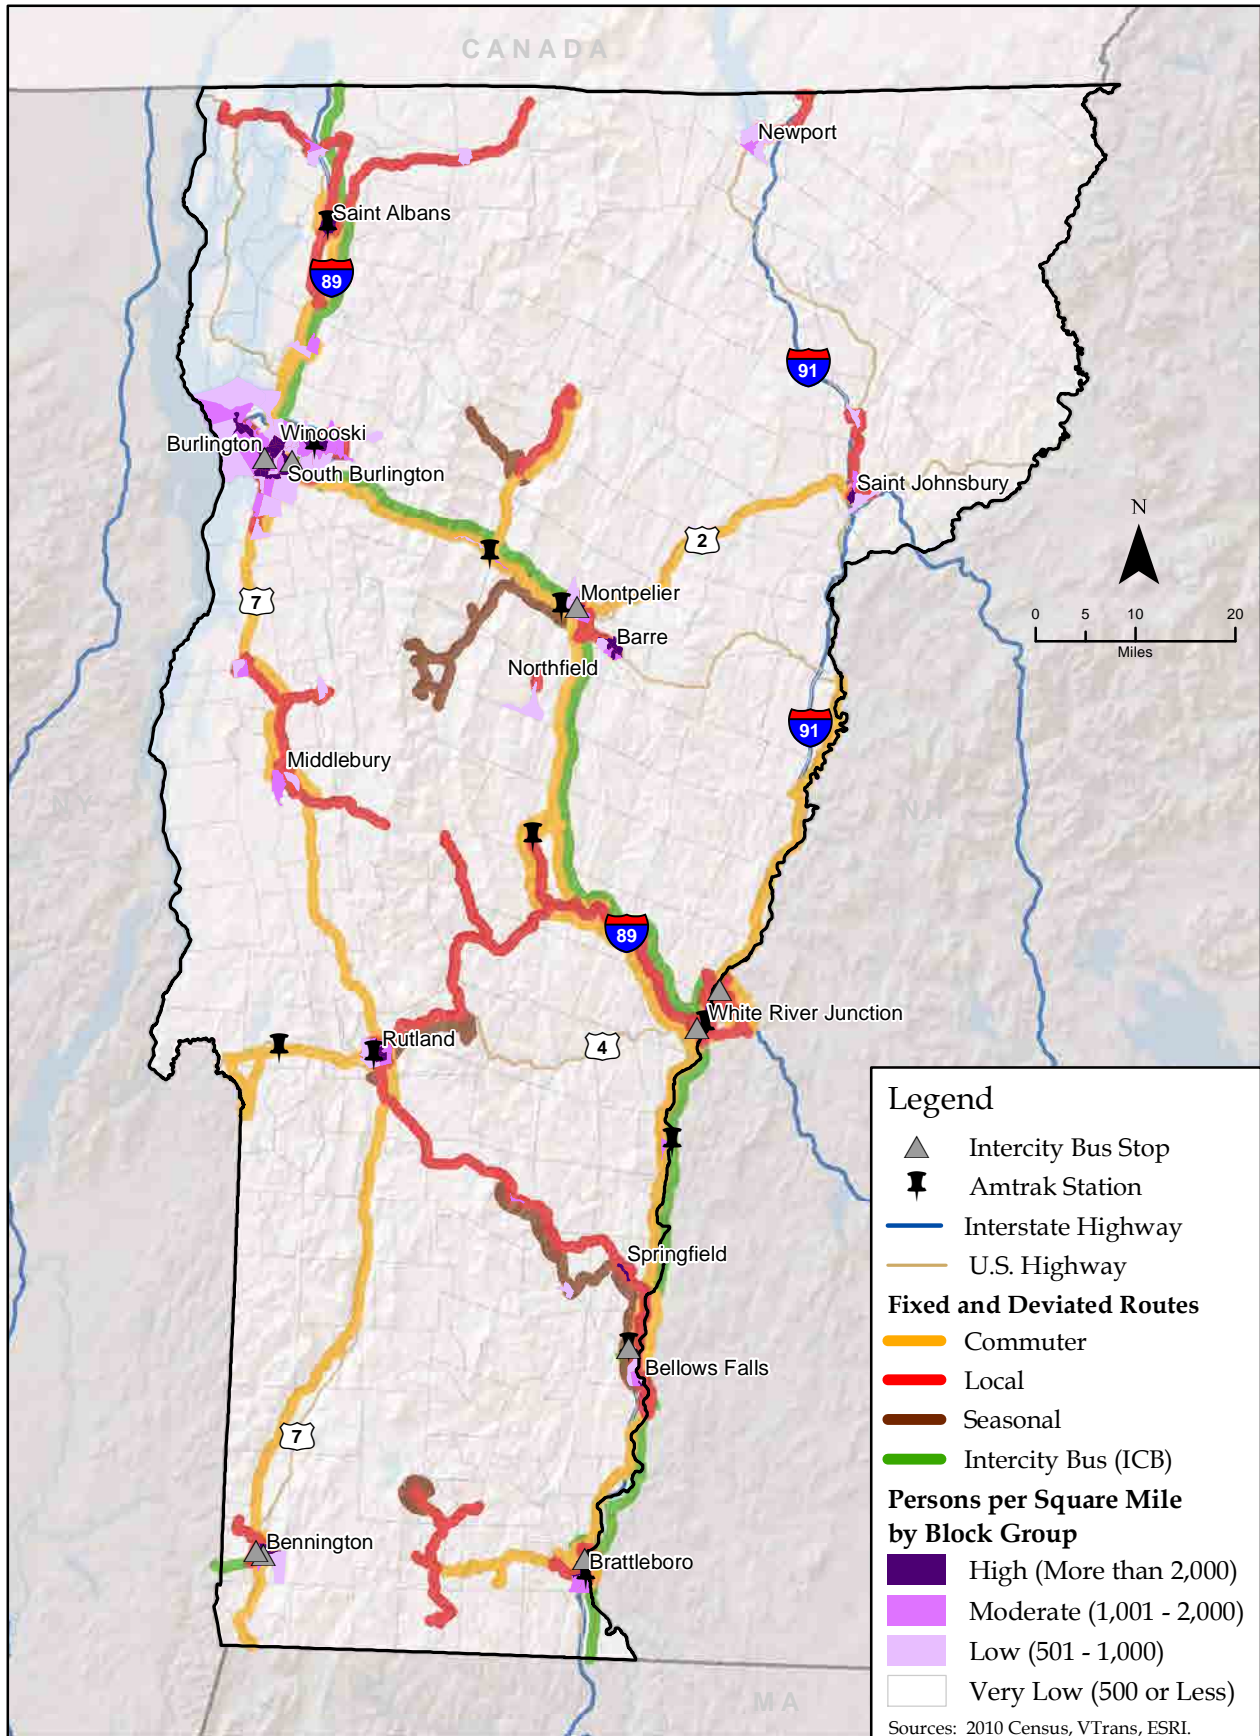 CANADA
Newport
Saint Albans
89
91
Winooski
Burlington
South Burlington
Saint Johnsbury
N
2
7
Montpelier
0 5 10 20
Miles
Barre
Northfield
91
Middlebury
NY
NH
89
White River Junction
Rutland
4
Springfield
Bellows Falls
7
Bennington
Brattleboro
MA
Legend
Intercity Bus Stop
Amtrak Station
Interstate Highway
U.S. Highway
Fixed and Deviated Routes
Commuter
Local
Seasonal
Intercity Bus (ICB)
Persons per Square Mile
by Block Group
High (More than 2,000)
Moderate (1,001 - 2,000)
Low (501 - 1,000)
Very Low (500 or Less)
Sources: 2010 Census, VTrans, ESRI.